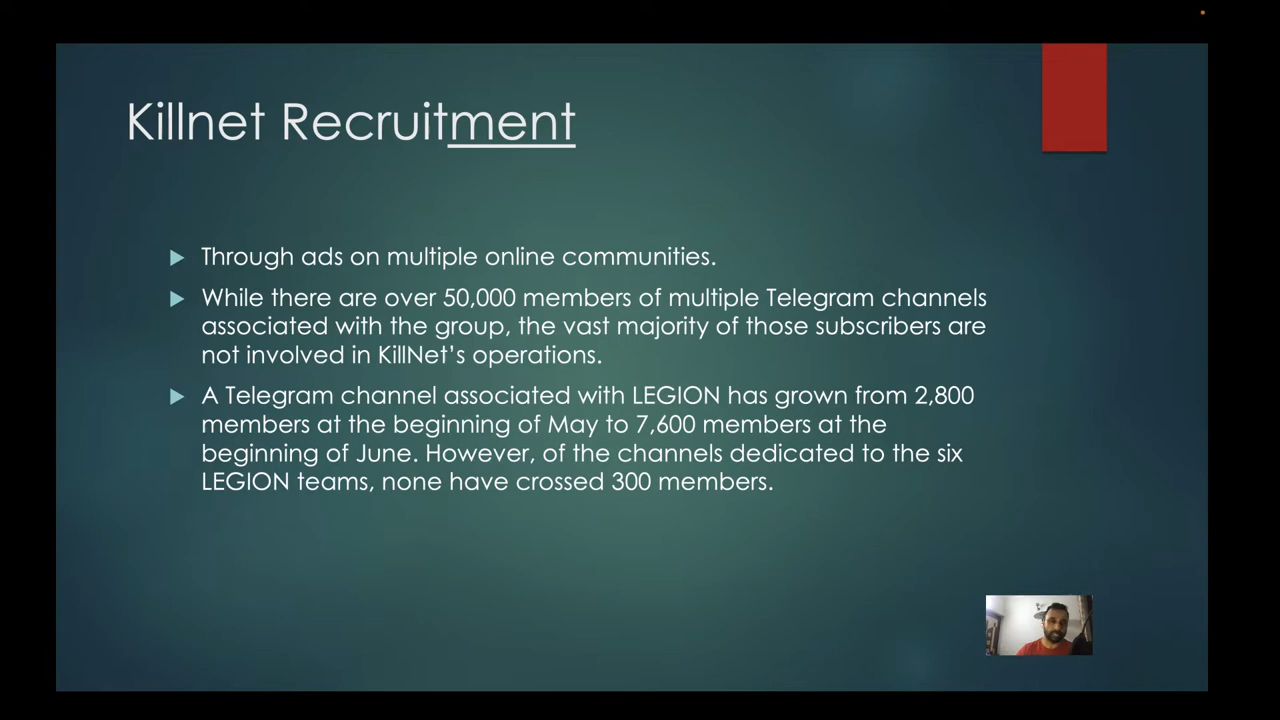 Killnet Recruitment
Through ads on multiple online communities.
While there are over 50,000 members of multiple Telegram channels
associated with the group, the vast majority of those subscribers are
not involved in KillNet’s operations.
A Telegram channel associated with LEGION has grown from 2,800
members at the beginning of May to 7,600 members at the
beginning of June. However, of the channels dedicated to the six
LEGION teams, none have crossed 300 members.